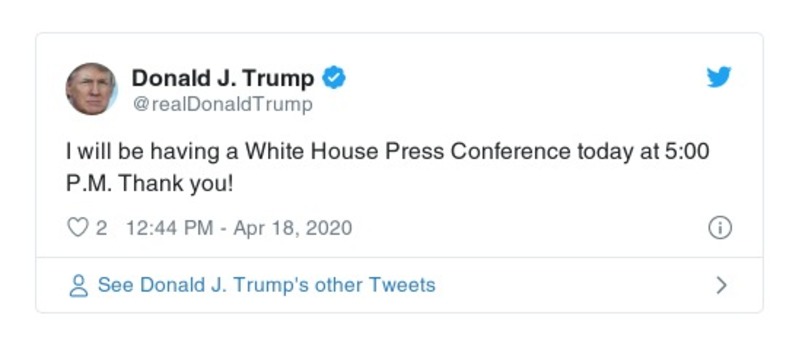 Donald J. Trump
@realDonaldTrump
I will be having a White House Press Conference today at 5:00
P.M. Thank you!
2 12:44 PM - Apr 18, 2020
See Donald J. Trump's other Tweets